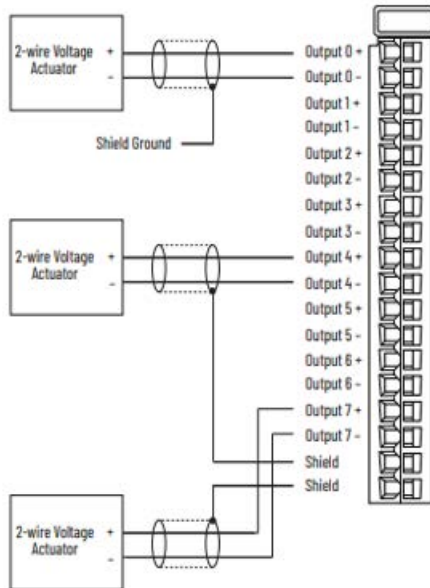 2-wire Voltage
Actuator
+
–
Shield Ground
2-wire Voltage
Actuator
+
–
2-wire Voltage
Actuator
+
–
Output 0 +
Output 0 –
Output 1 +
Output 1 –
Output 2 +
Output 2 –
Output 3 +
Output 3 –
Output 4 +
Output 4 –
Output 5 +
Output 5 –
Output 6 +
Output 6 –
Output 7 +
Output 7 –
Shield
Shield